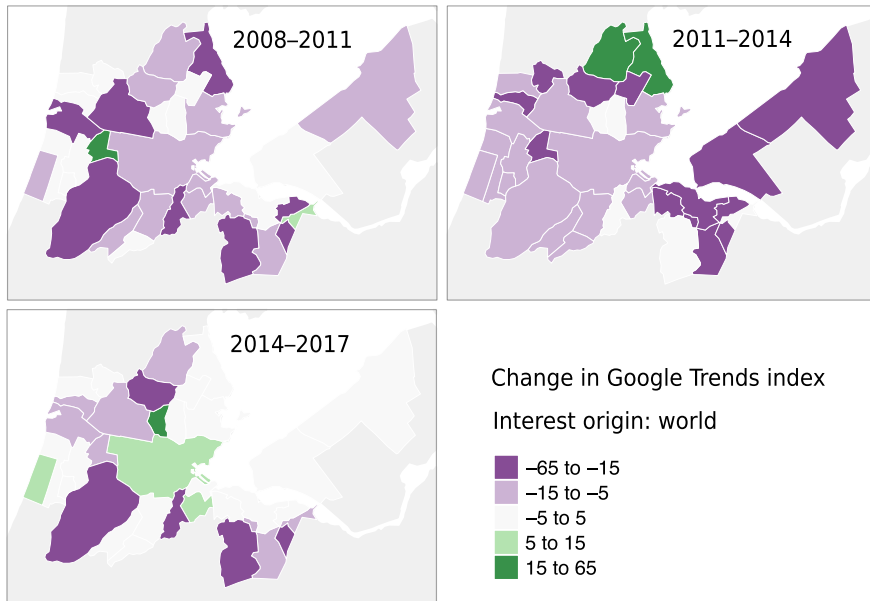 2008–2011
2011–2014
2014–2017
Change in Google Trends index
Interest origin: world
–65 to –15
–15 to –5
–5 to 5
5 to 15
15 to 65